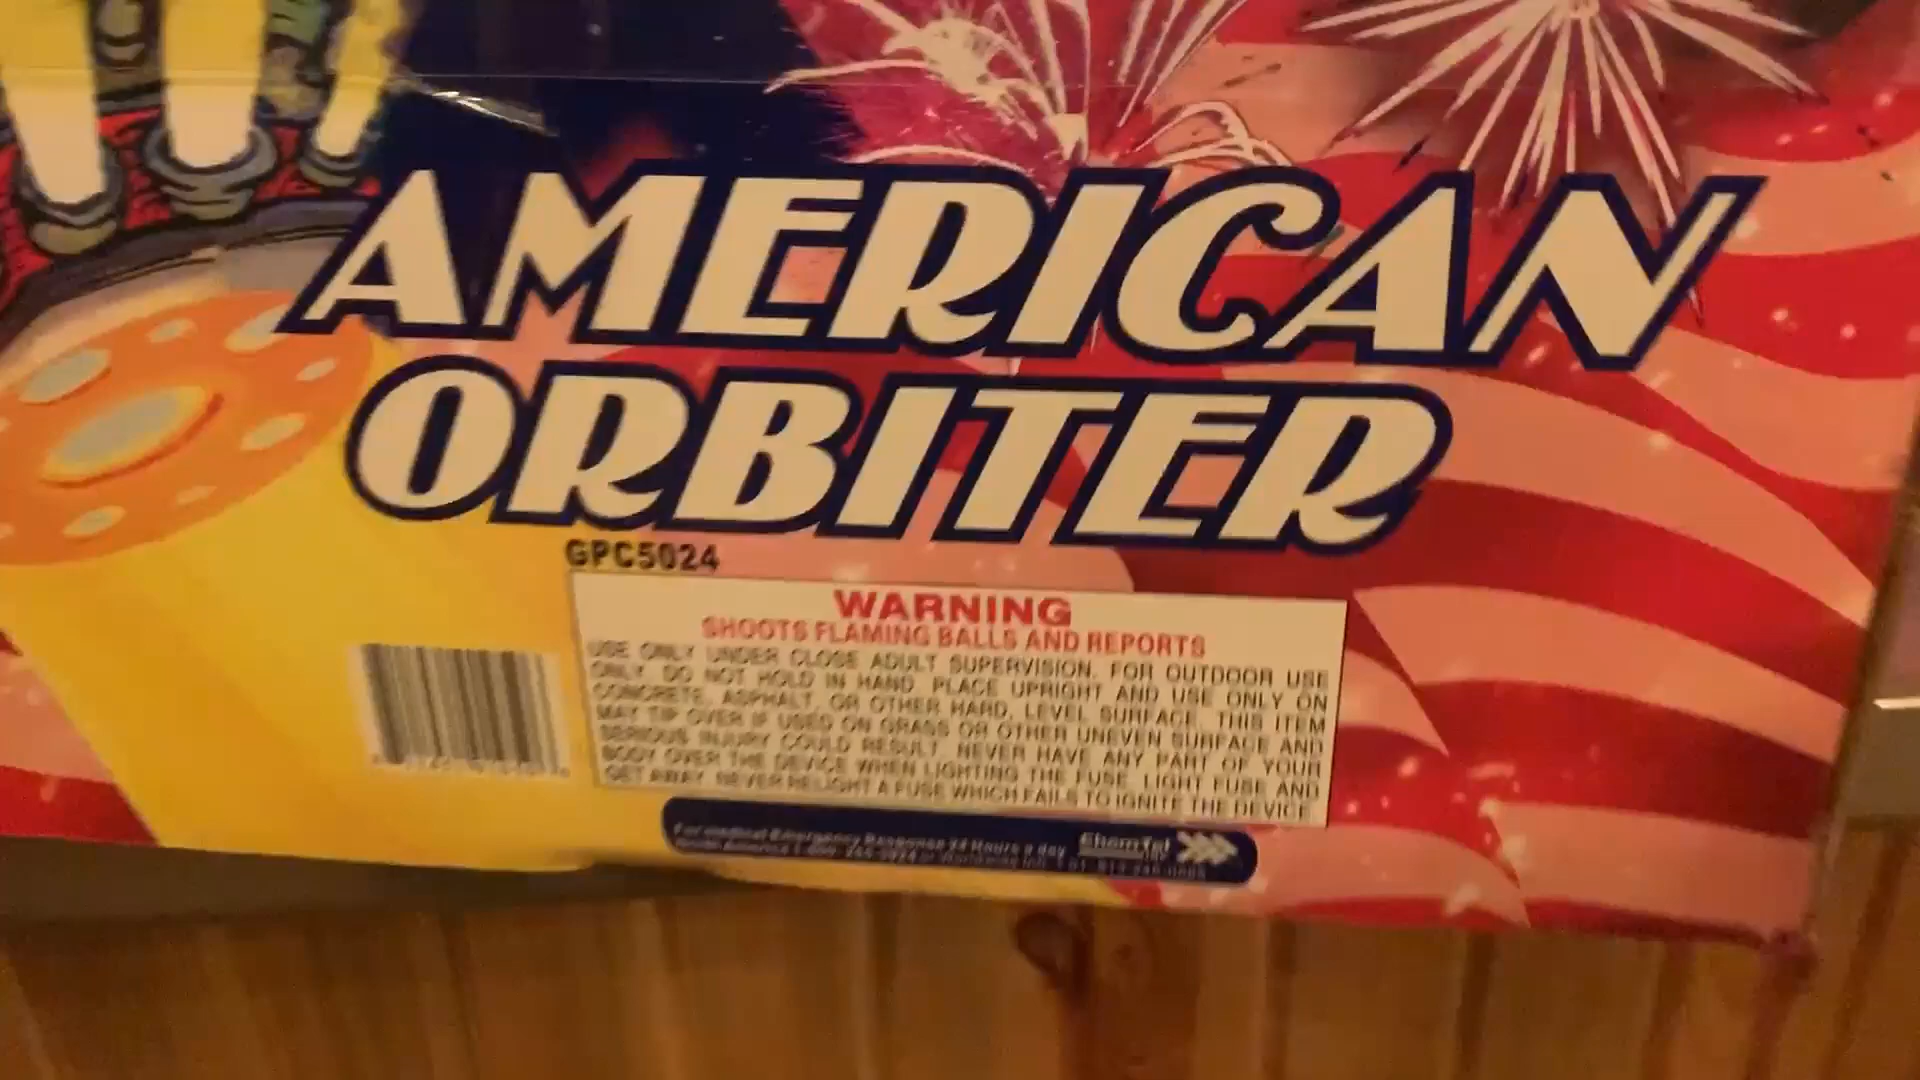 AMERICAN
ORBITER
GPC5024
WARNING
SHOOTS FLAMING BALLS AND REPORTS
USE ONLY UNDER CLOSE ADULT SUPERVISION. FOR OUTDOOR USE
ONLY. DO NOT HOLD IN HAND. PLACE UPRIGHT AND USE ONLY ON
CONCRETE, ASPHALT, OR OTHER HARD, LEVEL SURFACE. THIS ITEM
MAY TIP OVER IF USED ON GRASS OR OTHER UNEVEN SURFACE AND
SERIOUS INJURY COULD RESULT. NEVER HAVE ANY PART OF YOUR
BODY OVER THE DEVICE WHEN LIGHTING THE FUSE. LIGHT FUSE AND
GET AWAY. NEVER RELIGHT A FUSE WHICH FAILS TO IGNITE THE DEVICE.
For medical Emergency Response 24 Hours a day
North America
ChemTel